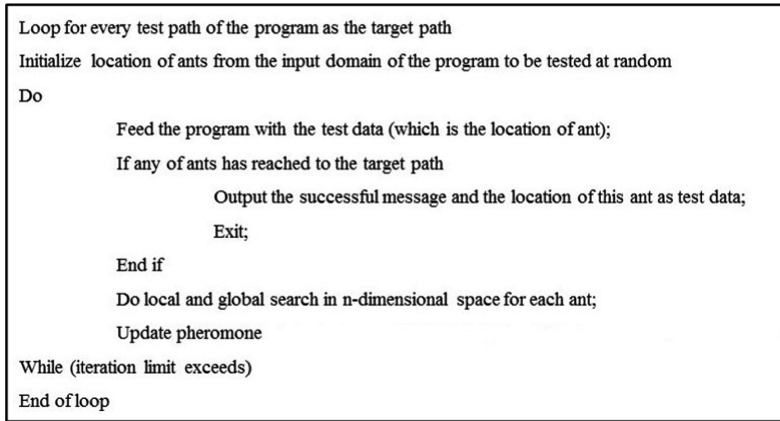 Loop for every test path of the program as the target path
Initialize location of ants from the input domain of the program to be tested at random
Do
Feed the program with the test data (which is the location of ant);
If any of ants has reached to the target path
Output the successful message and the location of this ant as test data;
Exit;
End if
Do local and global search in n-dimensional space for each ant;
Update pheromone
While (iteration limit exceeds)
End of loop